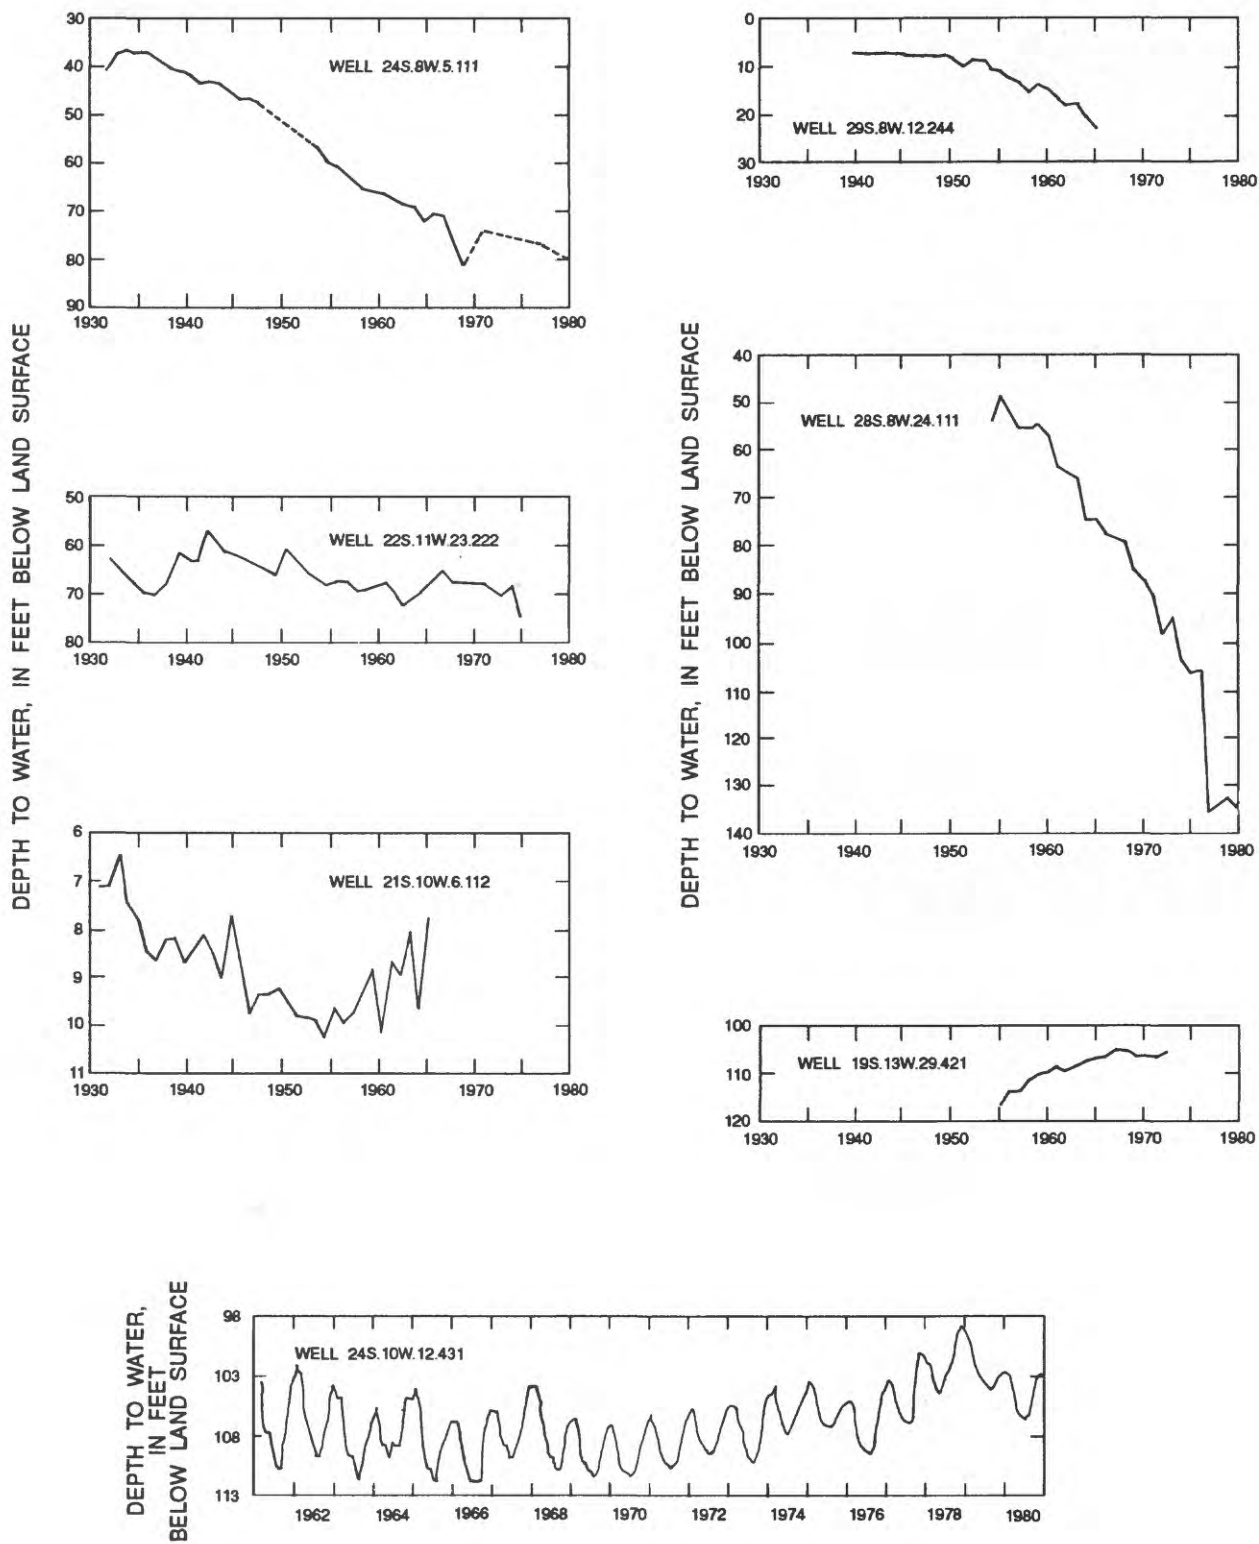 DEPTH TO WATER, IN FEET BELOW LAND SURFACE
30
40
50
60
70
80
90
WELL 24S.8W.5.111
1930 1940 1950 1960 1970 1980
50
60
70
80
WELL 22S.11W.23.222
1930 1940 1950 1960 1970 1980
6
7
8
9
10
11
WELL 21S.10W.6.112
1930 1940 1950 1960 1970 1980
DEPTH TO WATER, IN FEET BELOW LAND SURFACE
0
10
20
30
WELL 29S.8W.12.244
1930 1940 1950 1960 1970 1980
40
50
60
70
80
90
100
110
120
130
140
WELL 28S.8W.24.111
1930 1940 1950 1960 1970 1980
100
110
120
WELL 19S.13W.29.421
1930 1940 1950 1960 1970 1980
DEPTH TO WATER,
IN FEET
BELOW LAND SURFACE
98
103
108
113
WELL 24S.10W.12.431
1962 1964 1966 1968 1970 1972 1974 1976 1978 1980